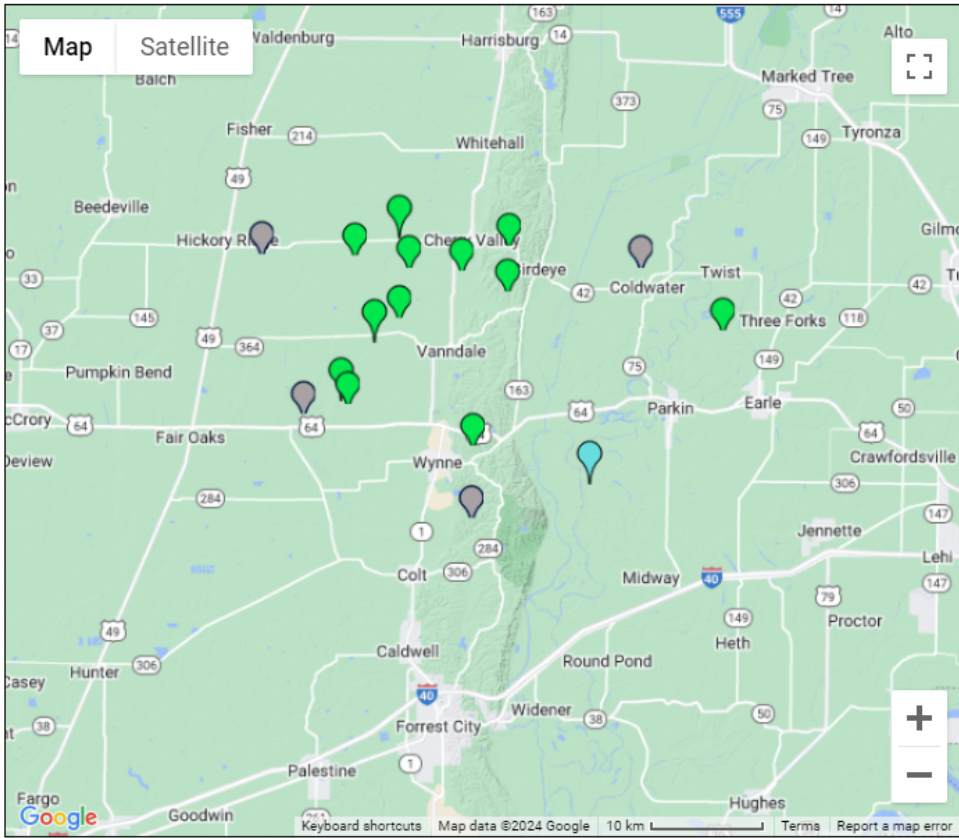 163
555
14
14
Waldenburg
Harrisburg
14
Alto
Map
Satellite
Balch
Marked Tree
373
75
Fisher
214
Whitehall
149
Tyronza
49
Beedeville
Hickory
Cherry Valley
Birdeye
Twist
33
Coldwater
42
42
42
145
Three Forks
118
37
49
364
17
Vanndale
149
Pumpkin Bend
163
75
64
Parkin
Earle
50
64
64
Fair Oaks
64
Wynne
Crawfordsville
306
284
147
1
Jennette
284
Lehi
Colt
306
Midway
40
147
79
149
Proctor
49
Heth
Caldwell
306
Round Pond
Hunter
40
Widener
38
50
38
Forrest City
1
Palestine
Fargo
Goodwin
Hughes
Google
Keyboard shortcuts
Map data ©2024 Google
10 km
Terms
Report a map error